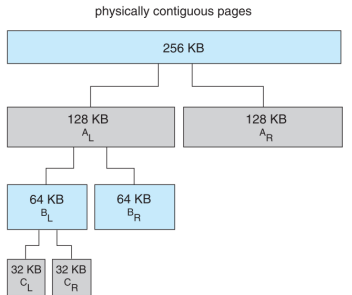 physically contiguous pages
256 KB
128 KB
A_L
128 KB
A_R
64 KB
B_L
64 KB
B_R
32 KB
C_L
32 KB
C_R